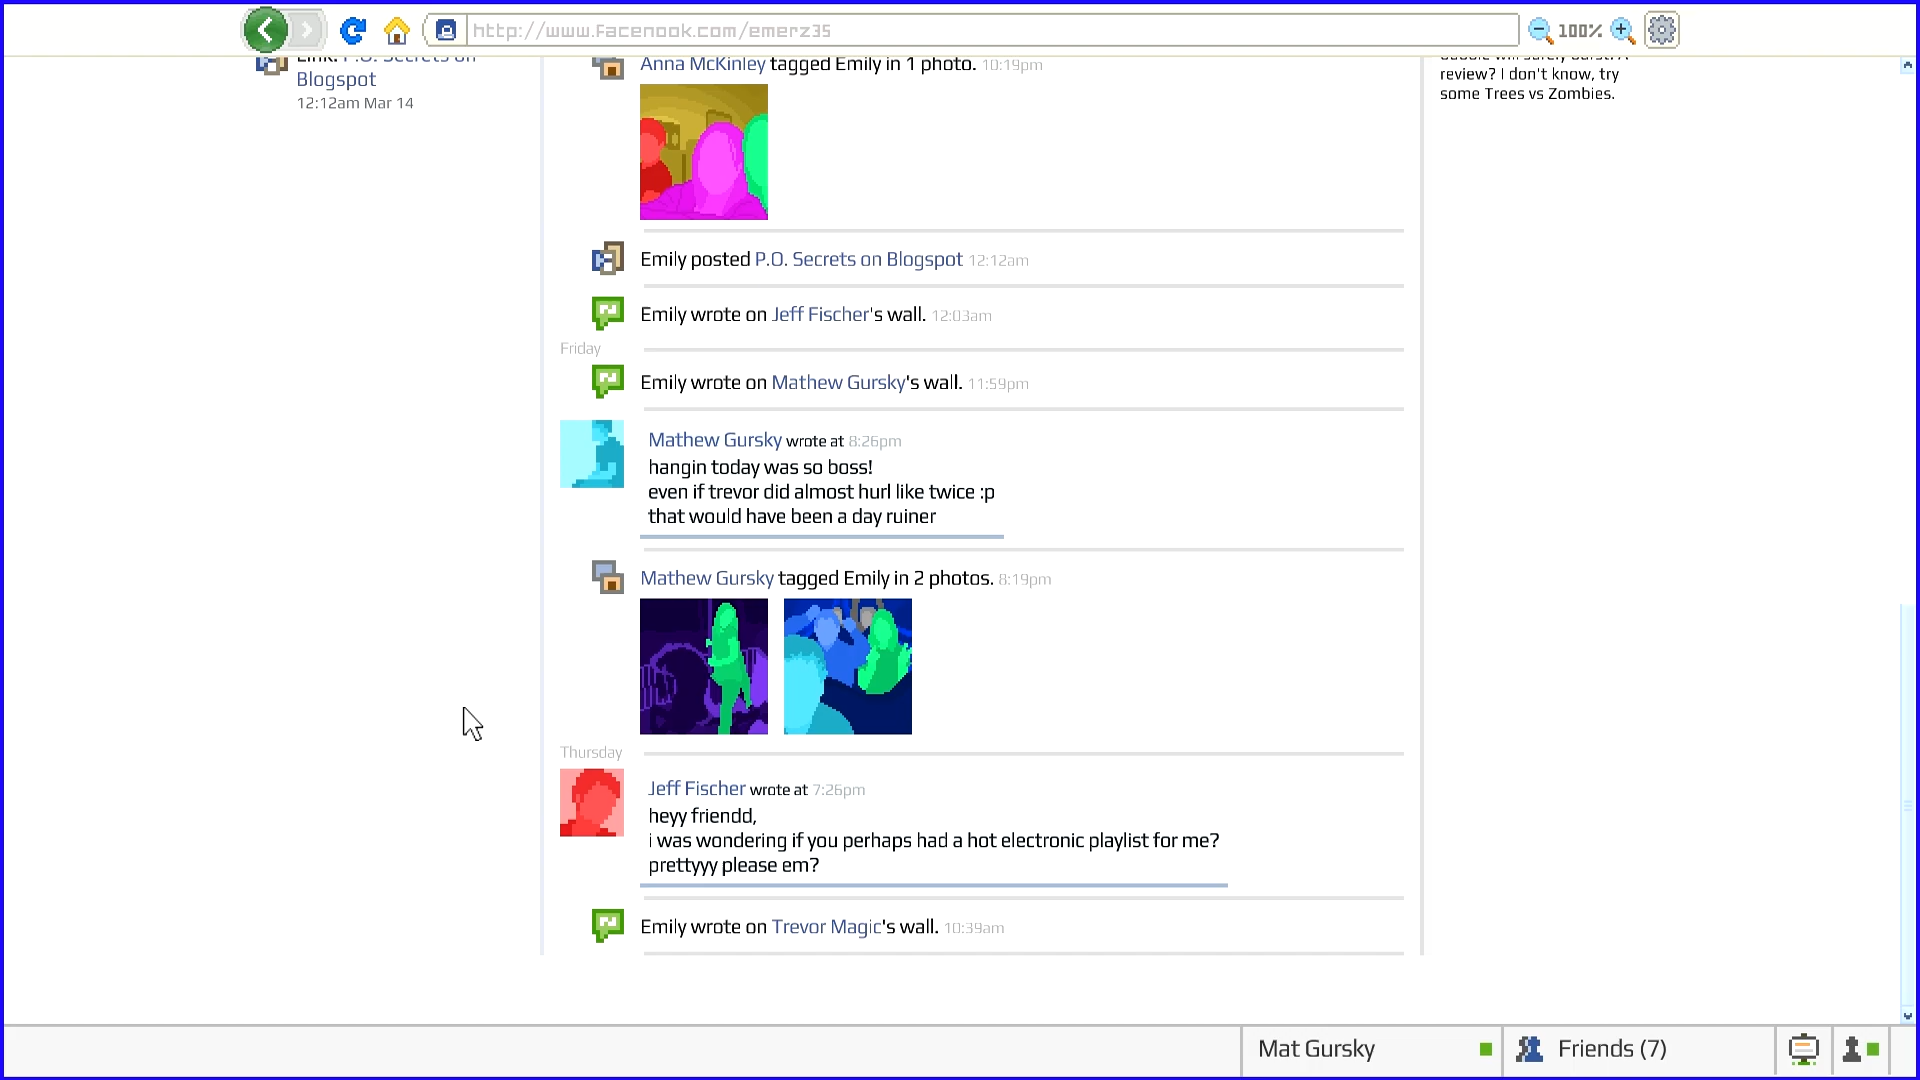 http://www.facenook.com/emerz35
100%
Link: P.O. Secrets on
Blogspot
12:12am Mar 14
Anna McKinley tagged Emily in 1 photo. 10:19pm
Emily posted P.O. Secrets on Blogspot 12:12am
Emily wrote on Jeff Fischer's wall. 12:03am
Friday
Emily wrote on Mathew Gursky's wall. 11:59pm
Mathew Gursky wrote at 8:26pm
hangin today was so boss!
even if trevor did almost hurl like twice :p
that would have been a day ruiner
Mathew Gursky tagged Emily in 2 photos. 8:19pm
Thursday
Jeff Fischer wrote at 7:26pm
heyy friendd,
i was wondering if you perhaps had a hot electronic playlist for me?
prettyyy please em?
Emily wrote on Trevor Magic's wall. 10:39am
review? I don't know, try
some Trees vs Zombies.
Mat Gursky
Friends (7)